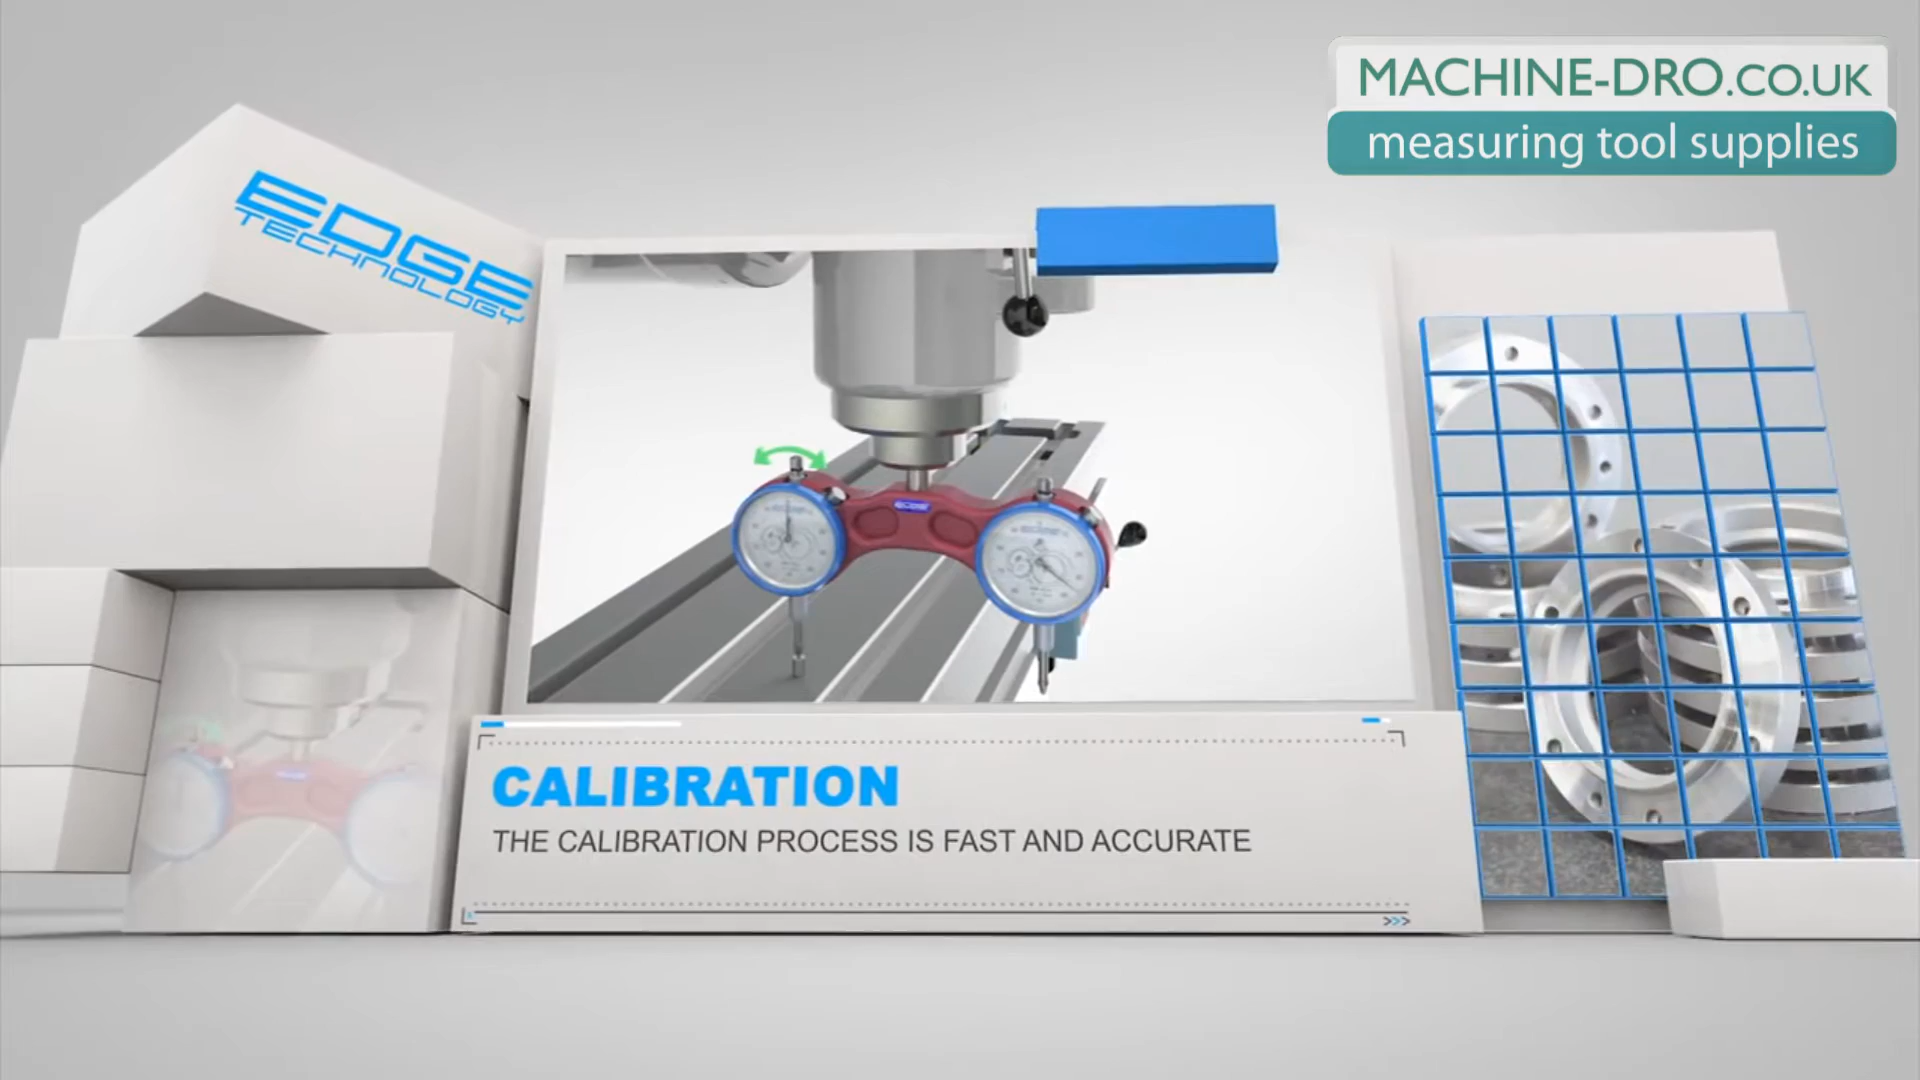 MACHINE-DRO.CO.UK
measuring tool supplies
EDGE
TECHNOLOGY
CALIBRATION
THE CALIBRATION PROCESS IS FAST AND ACCURATE